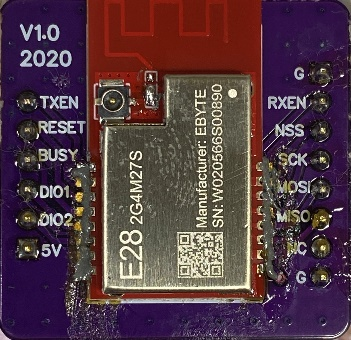 V1.0
2020
TXEN
RESET
BUSY
DIO1
DIO2
5V
E28
2G4M27S
Manufacturer: EBYTE
SN:W020566S00890
G
RXEN
NSS
SCK
MOSI
MISO
NC
G